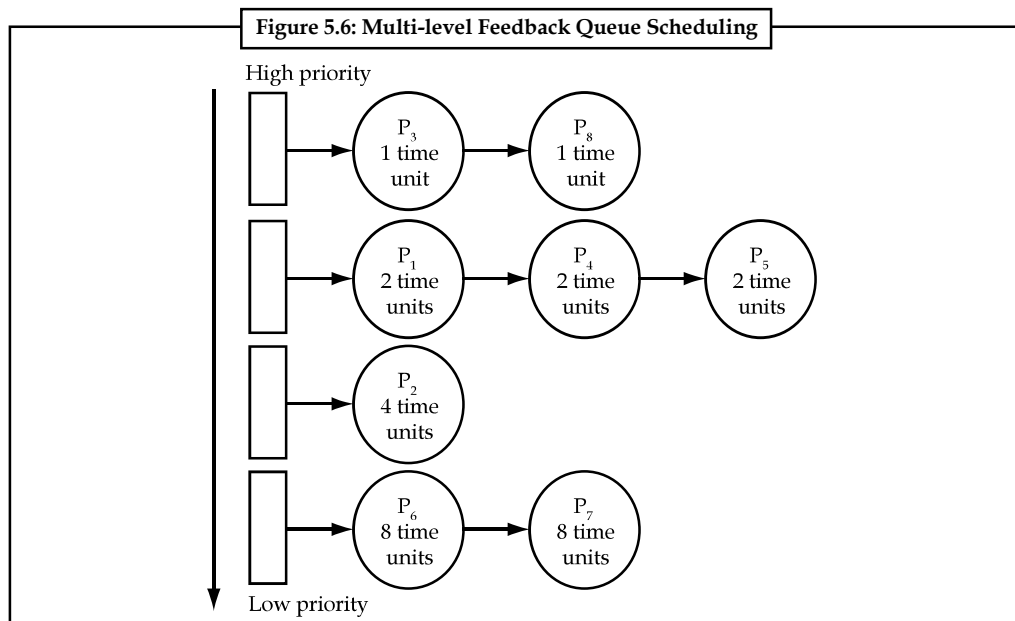 Figure 5.6: Multi-level Feedback Queue Scheduling
High priority
P3
1 time
unit
P8
1 time
unit
P1
2 time
units
P4
2 time
units
P5
2 time
units
P2
4 time
units
P6
8 time
units
P7
8 time
units
Low priority